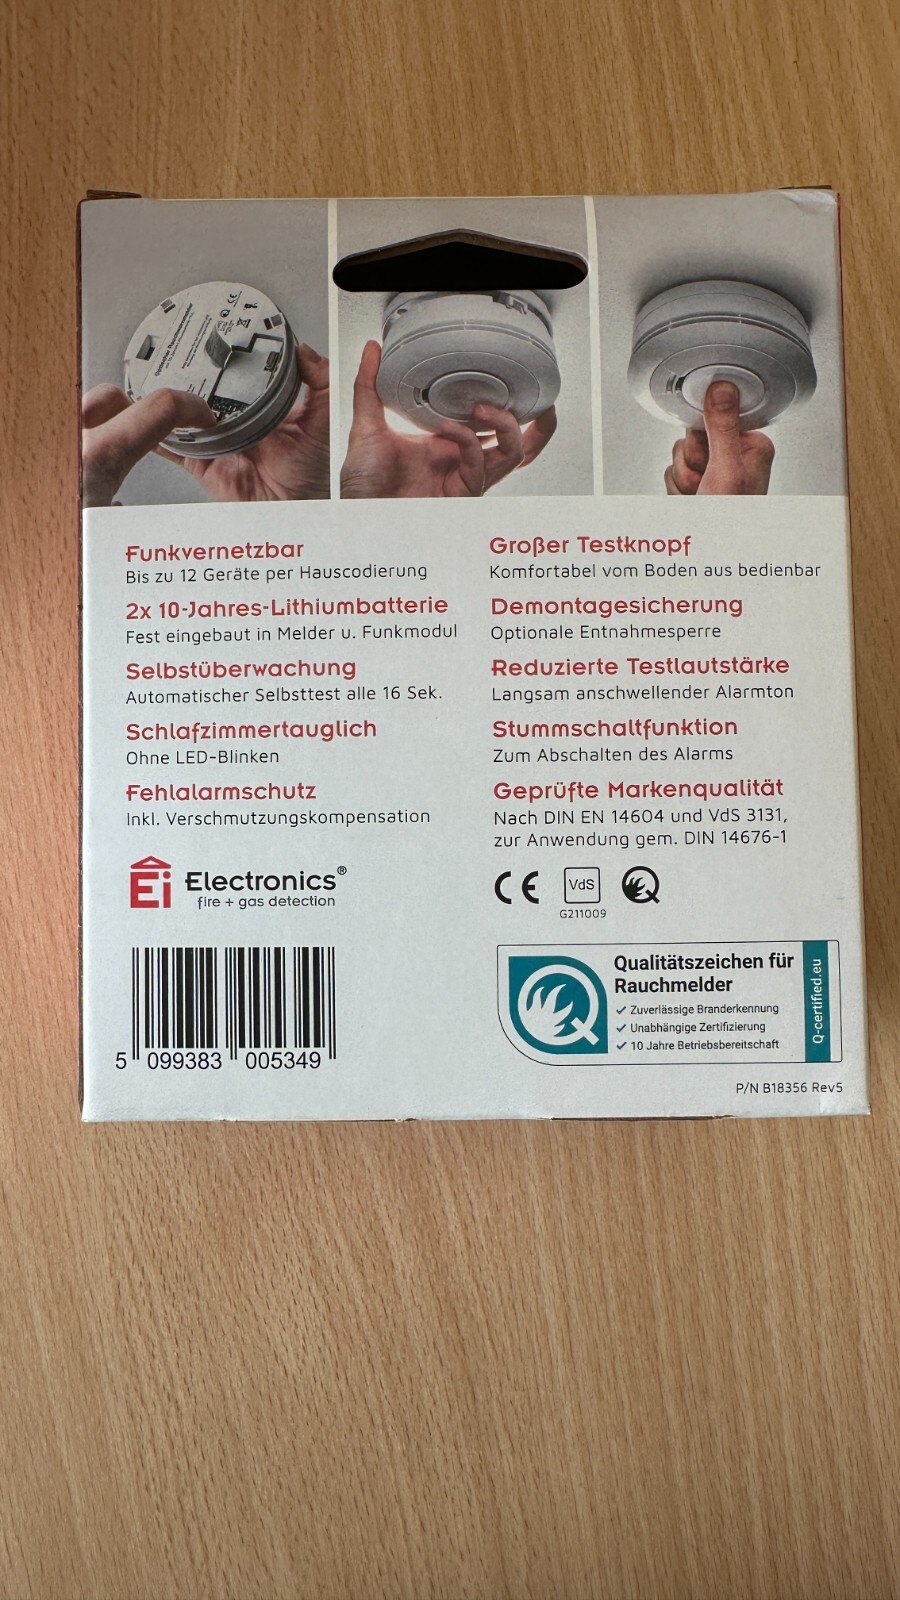 Optischer Rauchwarnmelder
Funkvernetzbar
Bis zu 12 Geräte per Hauscodierung
2x 10-Jahres-Lithiumbatterie
Fest eingebaut in Melder u. Funkmodul
Selbstüberwachung
Automatischer Selbsttest alle 16 Sek.
Schlafzimmertauglich
Ohne LED-Blinken
Fehlalarmschutz
Inkl. Verschmutzungskompensation
Großer Testknopf
Komfortabel vom Boden aus bedienbar
Demontagesicherung
Optionale Entnahmesperre
Reduzierte Testlautstärke
Langsam anschwellender Alarmton
Stummschaltfunktion
Zum Abschalten des Alarms
Geprüfte Markenqualität
Nach DIN EN 14604 und VdS 3131,
zur Anwendung gem. DIN 14676-1
Ei Electronics®
fire + gas detection
CE VdS
G211009
5 099383 005349
Qualitätszeichen für
Rauchmelder
✓ Zuverlässige Branderkennung
✓ Unabhängige Zertifizierung
✓ 10 Jahre Betriebsbereitschaft
Q-certified.eu
P/N B18356 Rev5